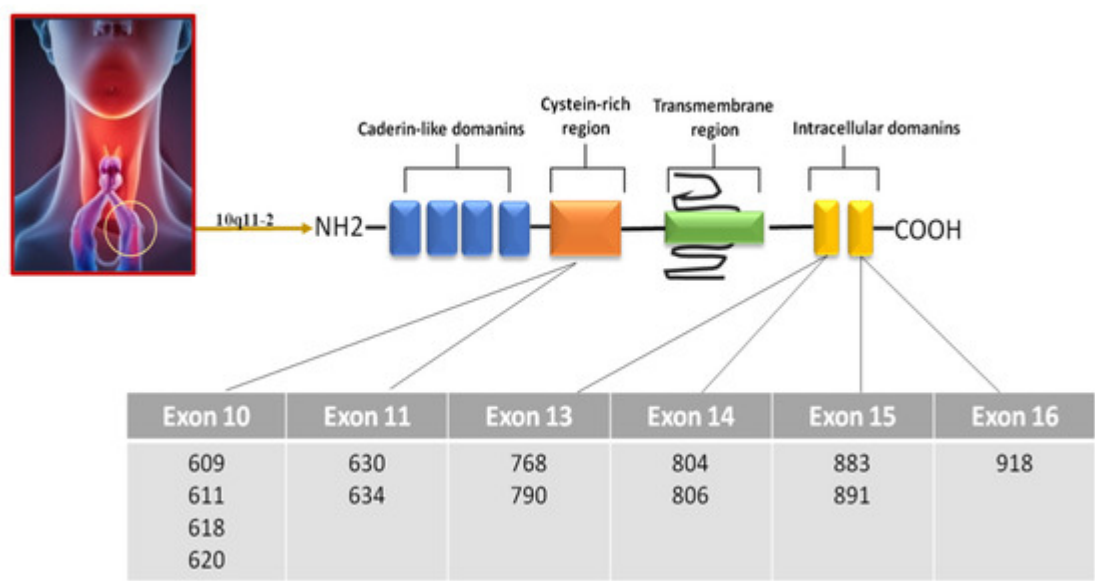 Caderin-like domanins
Cystein-rich
region
Transmembrane
region
Intracellular domanins
10q11-2
NH2
COOH
Exon 10 Exon 11 Exon 13 Exon 14 Exon 15 Exon 16
609 630 768 804 883 918
611 634 790 806 891
618
620